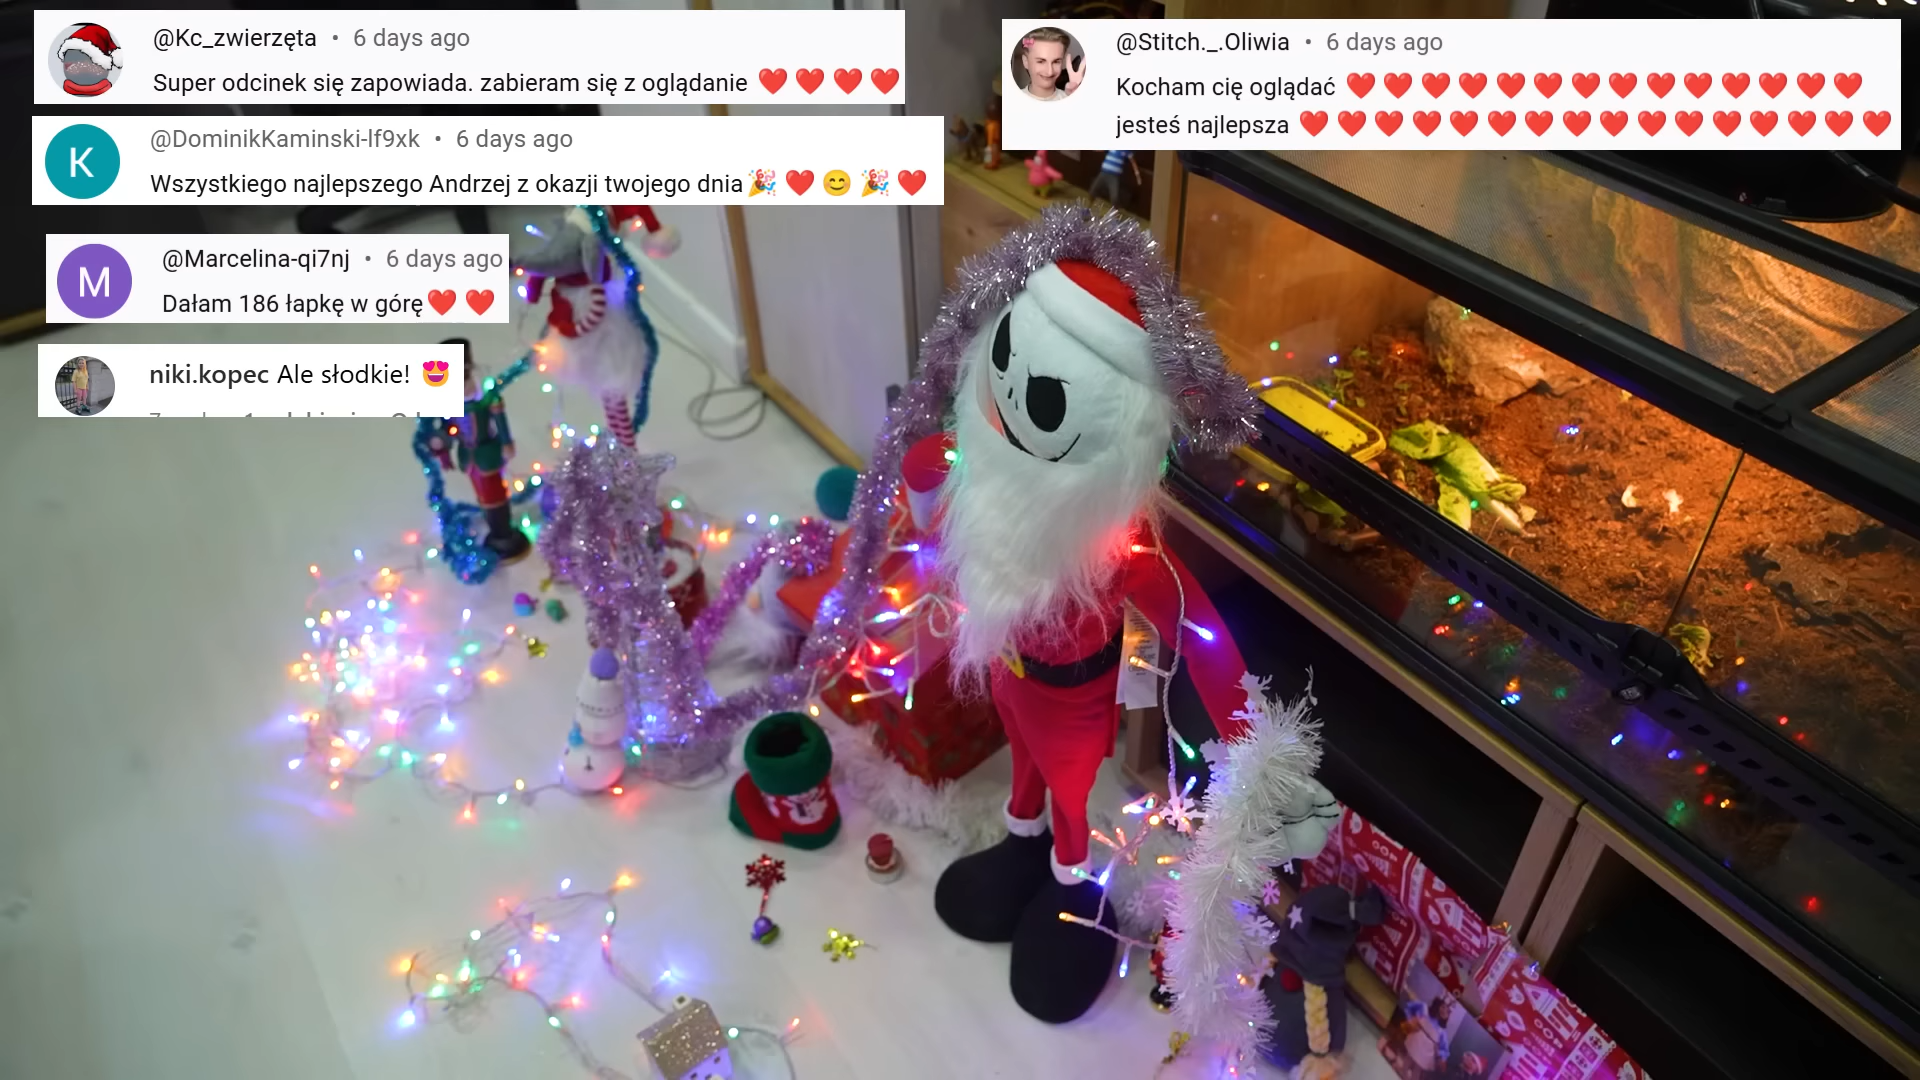 @Kc_zwierzęta • 6 days ago
Super odcinek się zapowiada. zabieram się z oglądanie ❤️❤️❤️❤️
@DominikKaminski-lf9xk • 6 days ago
Wszystkiego najlepszego Andrzej z okazji twojego dnia🎉❤️😊🎉❤️
K
@Marcelina-qi7nj • 6 days ago
M
Dałam 186 łapkę w górę❤️❤️
niki.kopec Ale słodkie! 😍
@Stitch._.Oliwia • 6 days ago
Kocham cię oglądać ❤️❤️❤️❤️❤️❤️❤️❤️❤️❤️❤️❤️❤️❤️
jesteś najlepsza ❤️❤️❤️❤️❤️❤️❤️❤️❤️❤️❤️❤️❤️❤️❤️❤️